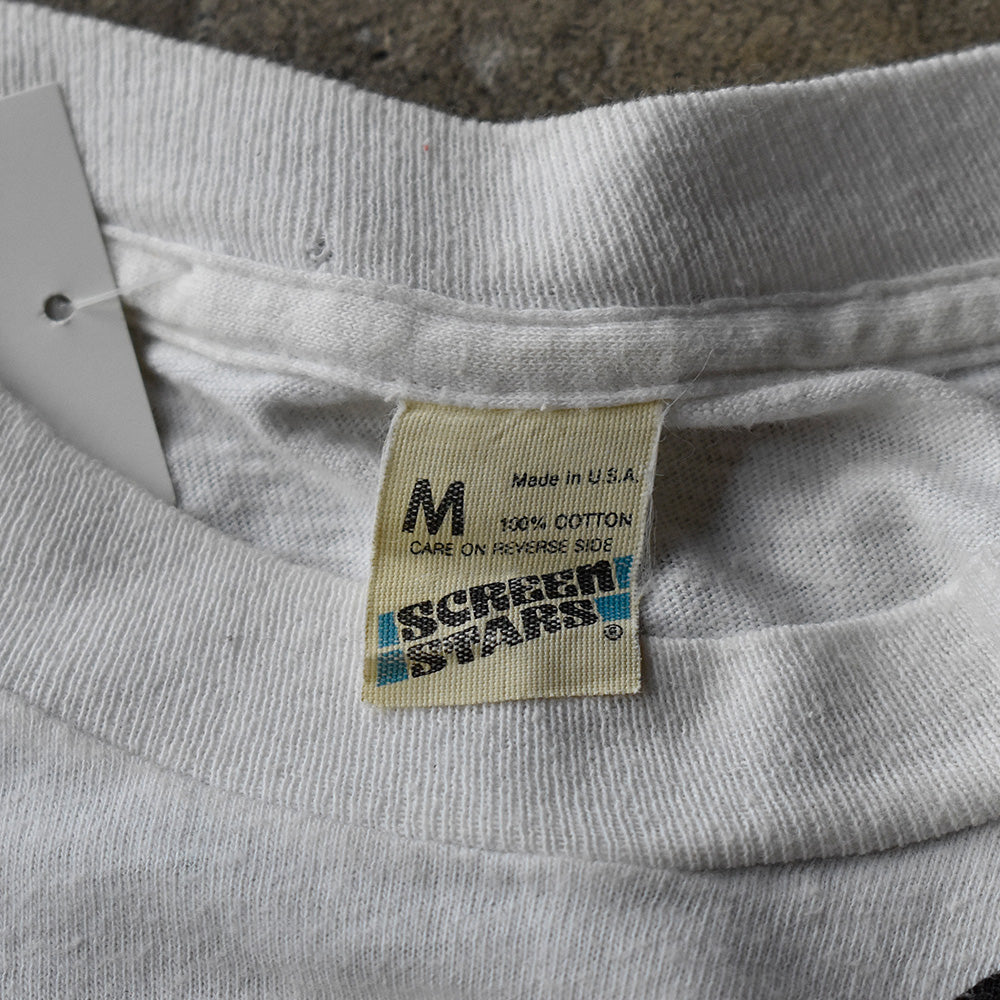 Made in U.S.A.
M
100% COTTON
CARE ON REVERSE SIDE
SCREEN
STARS
®